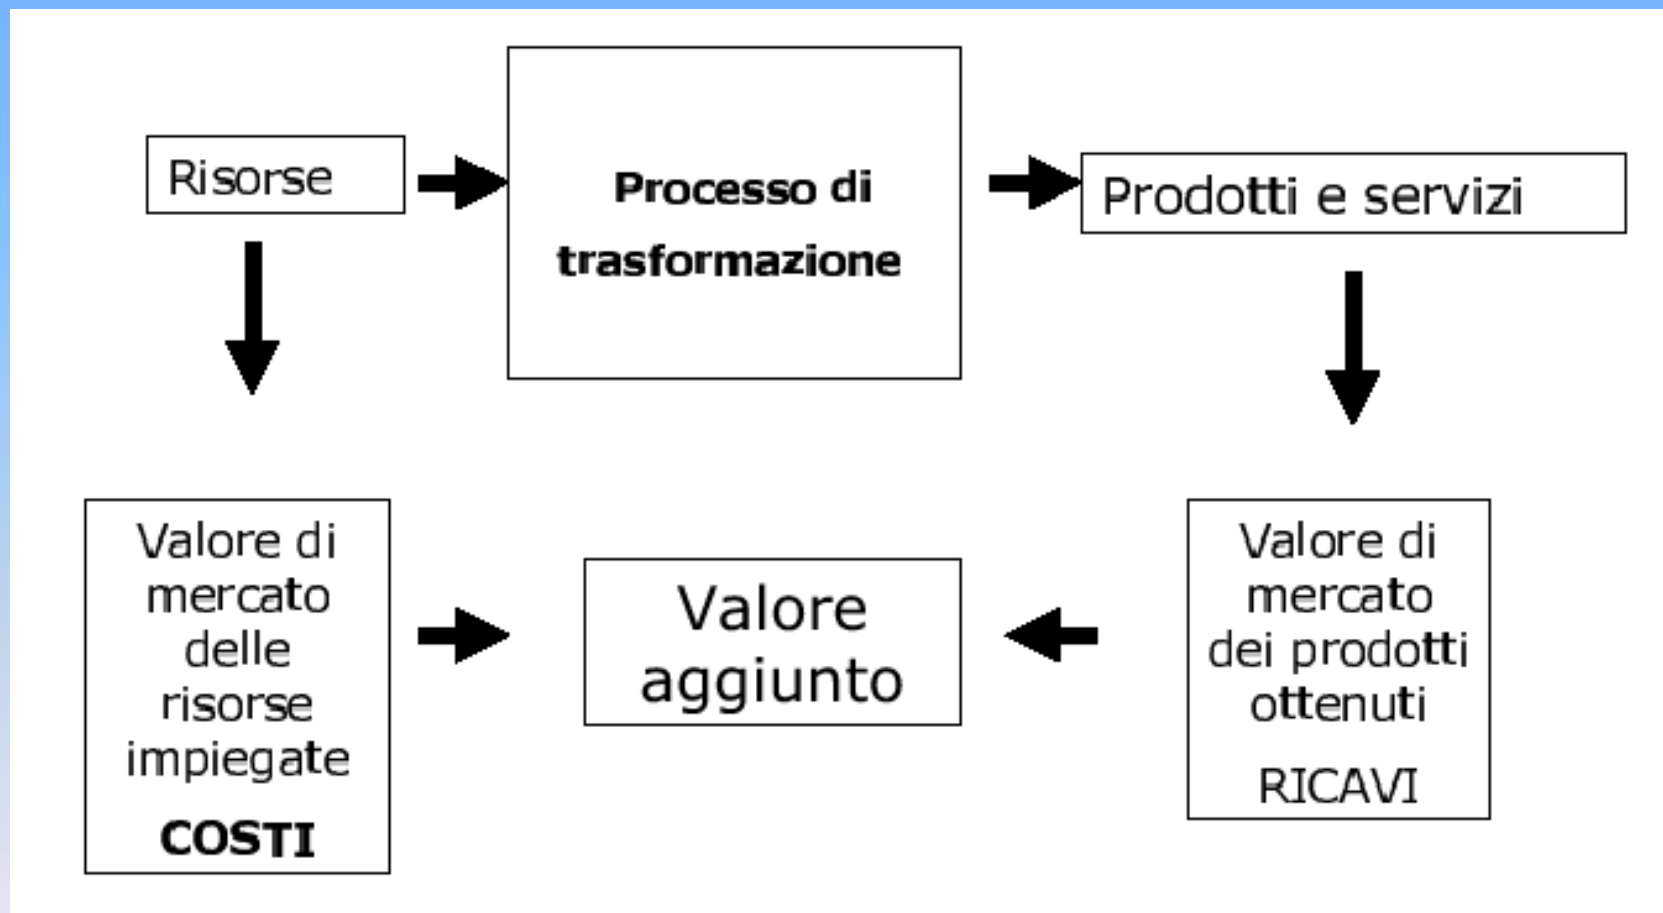 Risorse
Processo di
trasformazione
Prodotti e servizi
Valore di
mercato
delle
risorse
impiegate
COSTI
Valore
aggiunto
Valore di
mercato
dei prodotti
ottenuti
RICAVI